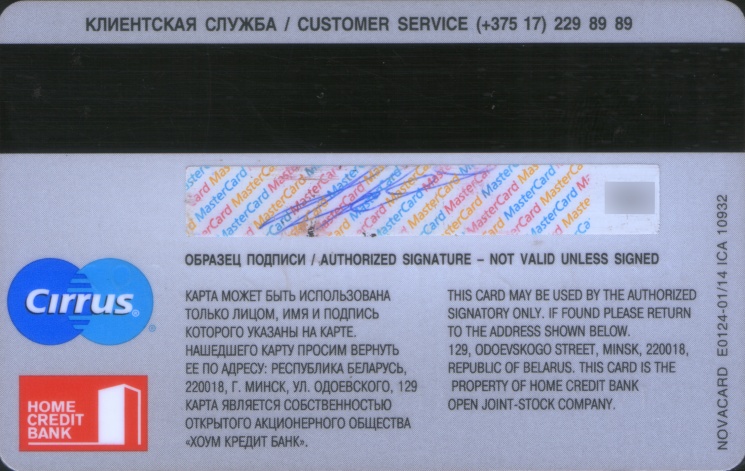 КЛИЕНТСКАЯ СЛУЖБА / CUSTOMER SERVICE (+375 17) 229 89 89
MasterCard MasterCard MasterCard
ОБРАЗЕЦ ПОДПИСИ / AUTHORIZED SIGNATURE – NOT VALID UNLESS SIGNED
Cirrus®
КАРТА МОЖЕТ БЫТЬ ИСПОЛЬЗОВАНА
ТОЛЬКО ЛИЦОМ, ИМЯ И ПОДПИСЬ
КОТОРОГО УКАЗАНЫ НА КАРТЕ.
НАШЕДШЕГО КАРТУ ПРОСИМ ВЕРНУТЬ
ЕЕ ПО АДРЕСУ: РЕСПУБЛИКА БЕЛАРУСЬ,
220018, Г. МИНСК, УЛ. ОДОЕВСКОГО, 129
КАРТА ЯВЛЯЕТСЯ СОБСТВЕННОСТЬЮ
ОТКРЫТОГО АКЦИОНЕРНОГО ОБЩЕСТВА
«ХОУМ КРЕДИТ БАНК».
THIS CARD MAY BE USED BY THE AUTHORIZED
SIGNATORY ONLY. IF FOUND PLEASE RETURN
TO THE ADDRESS SHOWN BELOW.
129, ODOEVSKOGO STREET, MINSK, 220018,
REPUBLIC OF BELARUS. THIS CARD IS THE
PROPERTY OF HOME CREDIT BANK
OPEN JOINT-STOCK COMPANY.
HOME
CREDIT
BANK
NOVACARD E0124-01/14 ICA 10932